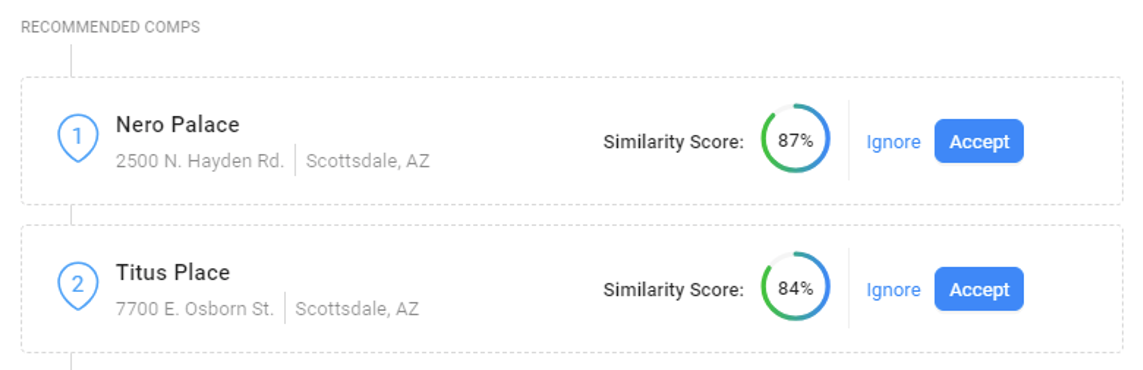 RECOMMENDED COMPS
1
Nero Palace
2500 N. Hayden Rd. Scottsdale, AZ
Similarity Score: 87% Ignore Accept
2
Titus Place
7700 E. Osborn St. Scottsdale, AZ
Similarity Score: 84% Ignore Accept